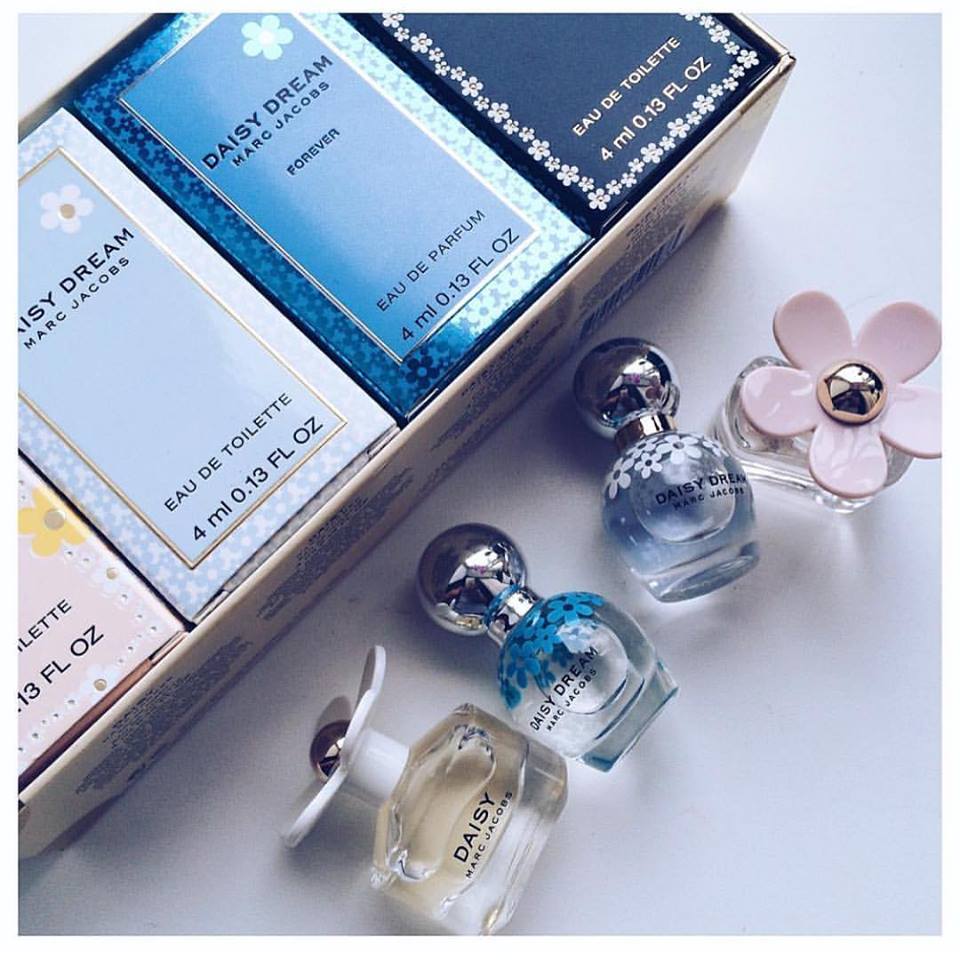 EAU DE TOILETTE
4 ml 0.13 FL OZ
DAISY DREAM
MARC JACOBS
FOREVER
EAU DE PARFUM
4 ml 0.13 FL OZ
AISY DREAM
MARC JACOBS
EAU DE TOILETTE
4 ml 0.13 FL OZ
ILETTE
.13 FL OZ
DAISY DREAM
MARC JACOBS
DAISY DREAM
MARC JACOBS
DAISY
MARC JACOBS